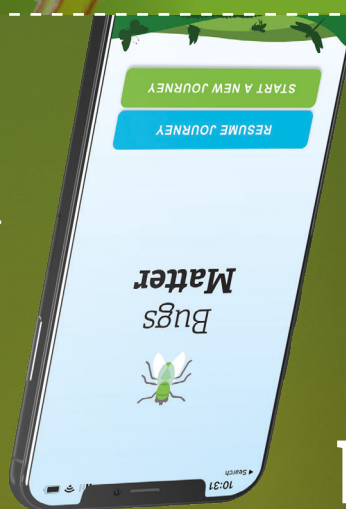 10:31
◂ Search
Bugs
Matter
RESUME JOURNEY
START A NEW JOURNEY